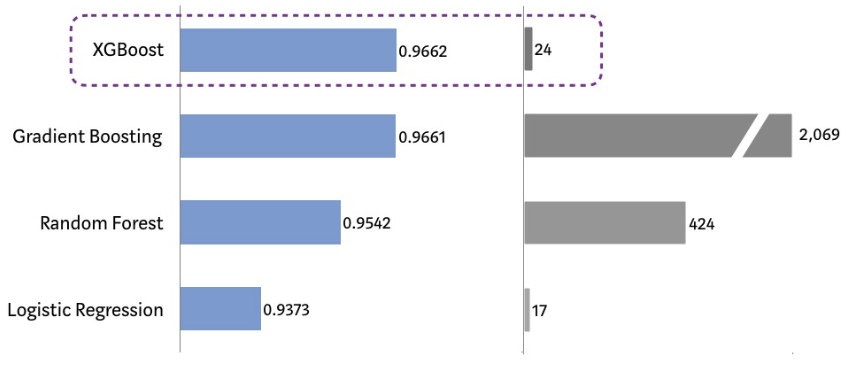 XGBoost 0.9662 24
Gradient Boosting 0.9661 2,069
Random Forest 0.9542 424
Logistic Regression 0.9373 17